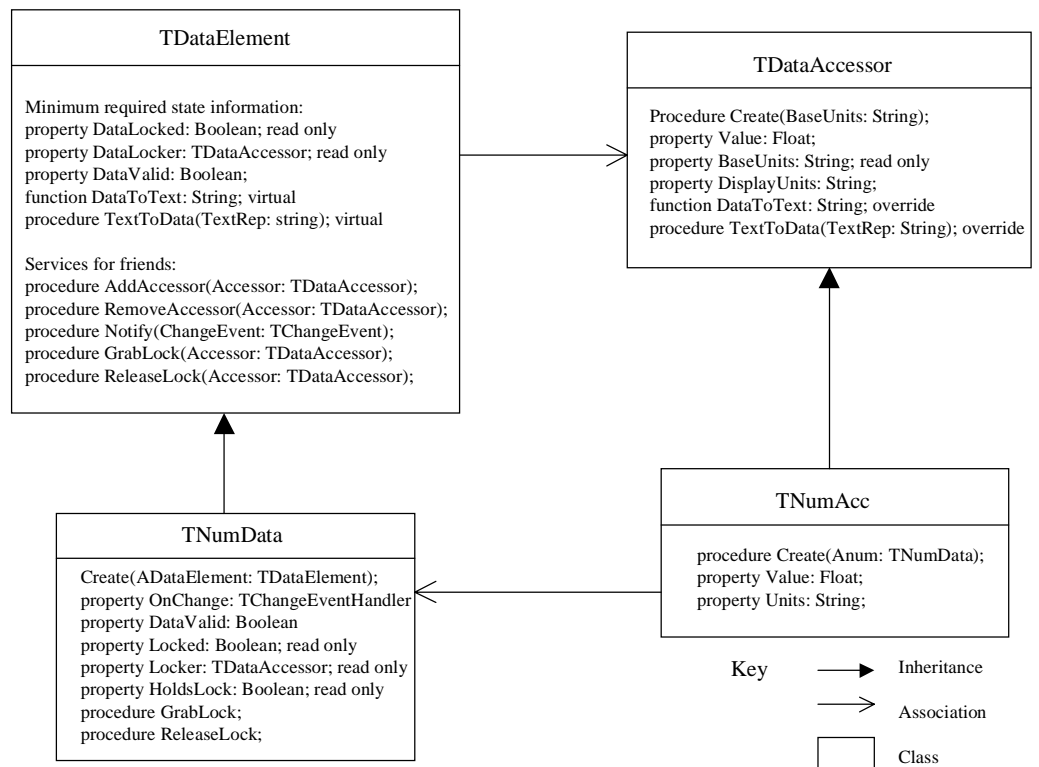 TDataElement
Minimum required state information:
property DataLocked: Boolean; read only
property DataLocker: TDataAccessor; read only
property DataValid: Boolean;
function DataToText: String; virtual
procedure TextToData(TextRep: string); virtual
Services for friends:
procedure AddAccessor(Accessor: TDataAccessor);
procedure RemoveAccessor(Accessor: TDataAccessor);
procedure Notify(ChangeEvent: TChangeEvent);
procedure GrabLock(Accessor: TDataAccessor);
procedure ReleaseLock(Accessor: TDataAccessor);
TDataAccessor
Procedure Create(BaseUnits: String);
property Value: Float;
property BaseUnits: String; read only
property DisplayUnits: String;
function DataToText: String; override
procedure TextToData(TextRep: String); override
TNumData
Create(ADataElement: TDataElement);
property OnChange: TChangeEventHandler
property DataValid: Boolean
property Locked: Boolean; read only
property Locker: TDataAccessor; read only
property HoldsLock: Boolean; read only
procedure GrabLock;
procedure ReleaseLock;
TNumAcc
procedure Create(Anum: TNumData);
property Value: Float;
property Units: String;
Key
Inheritance
Association
Class